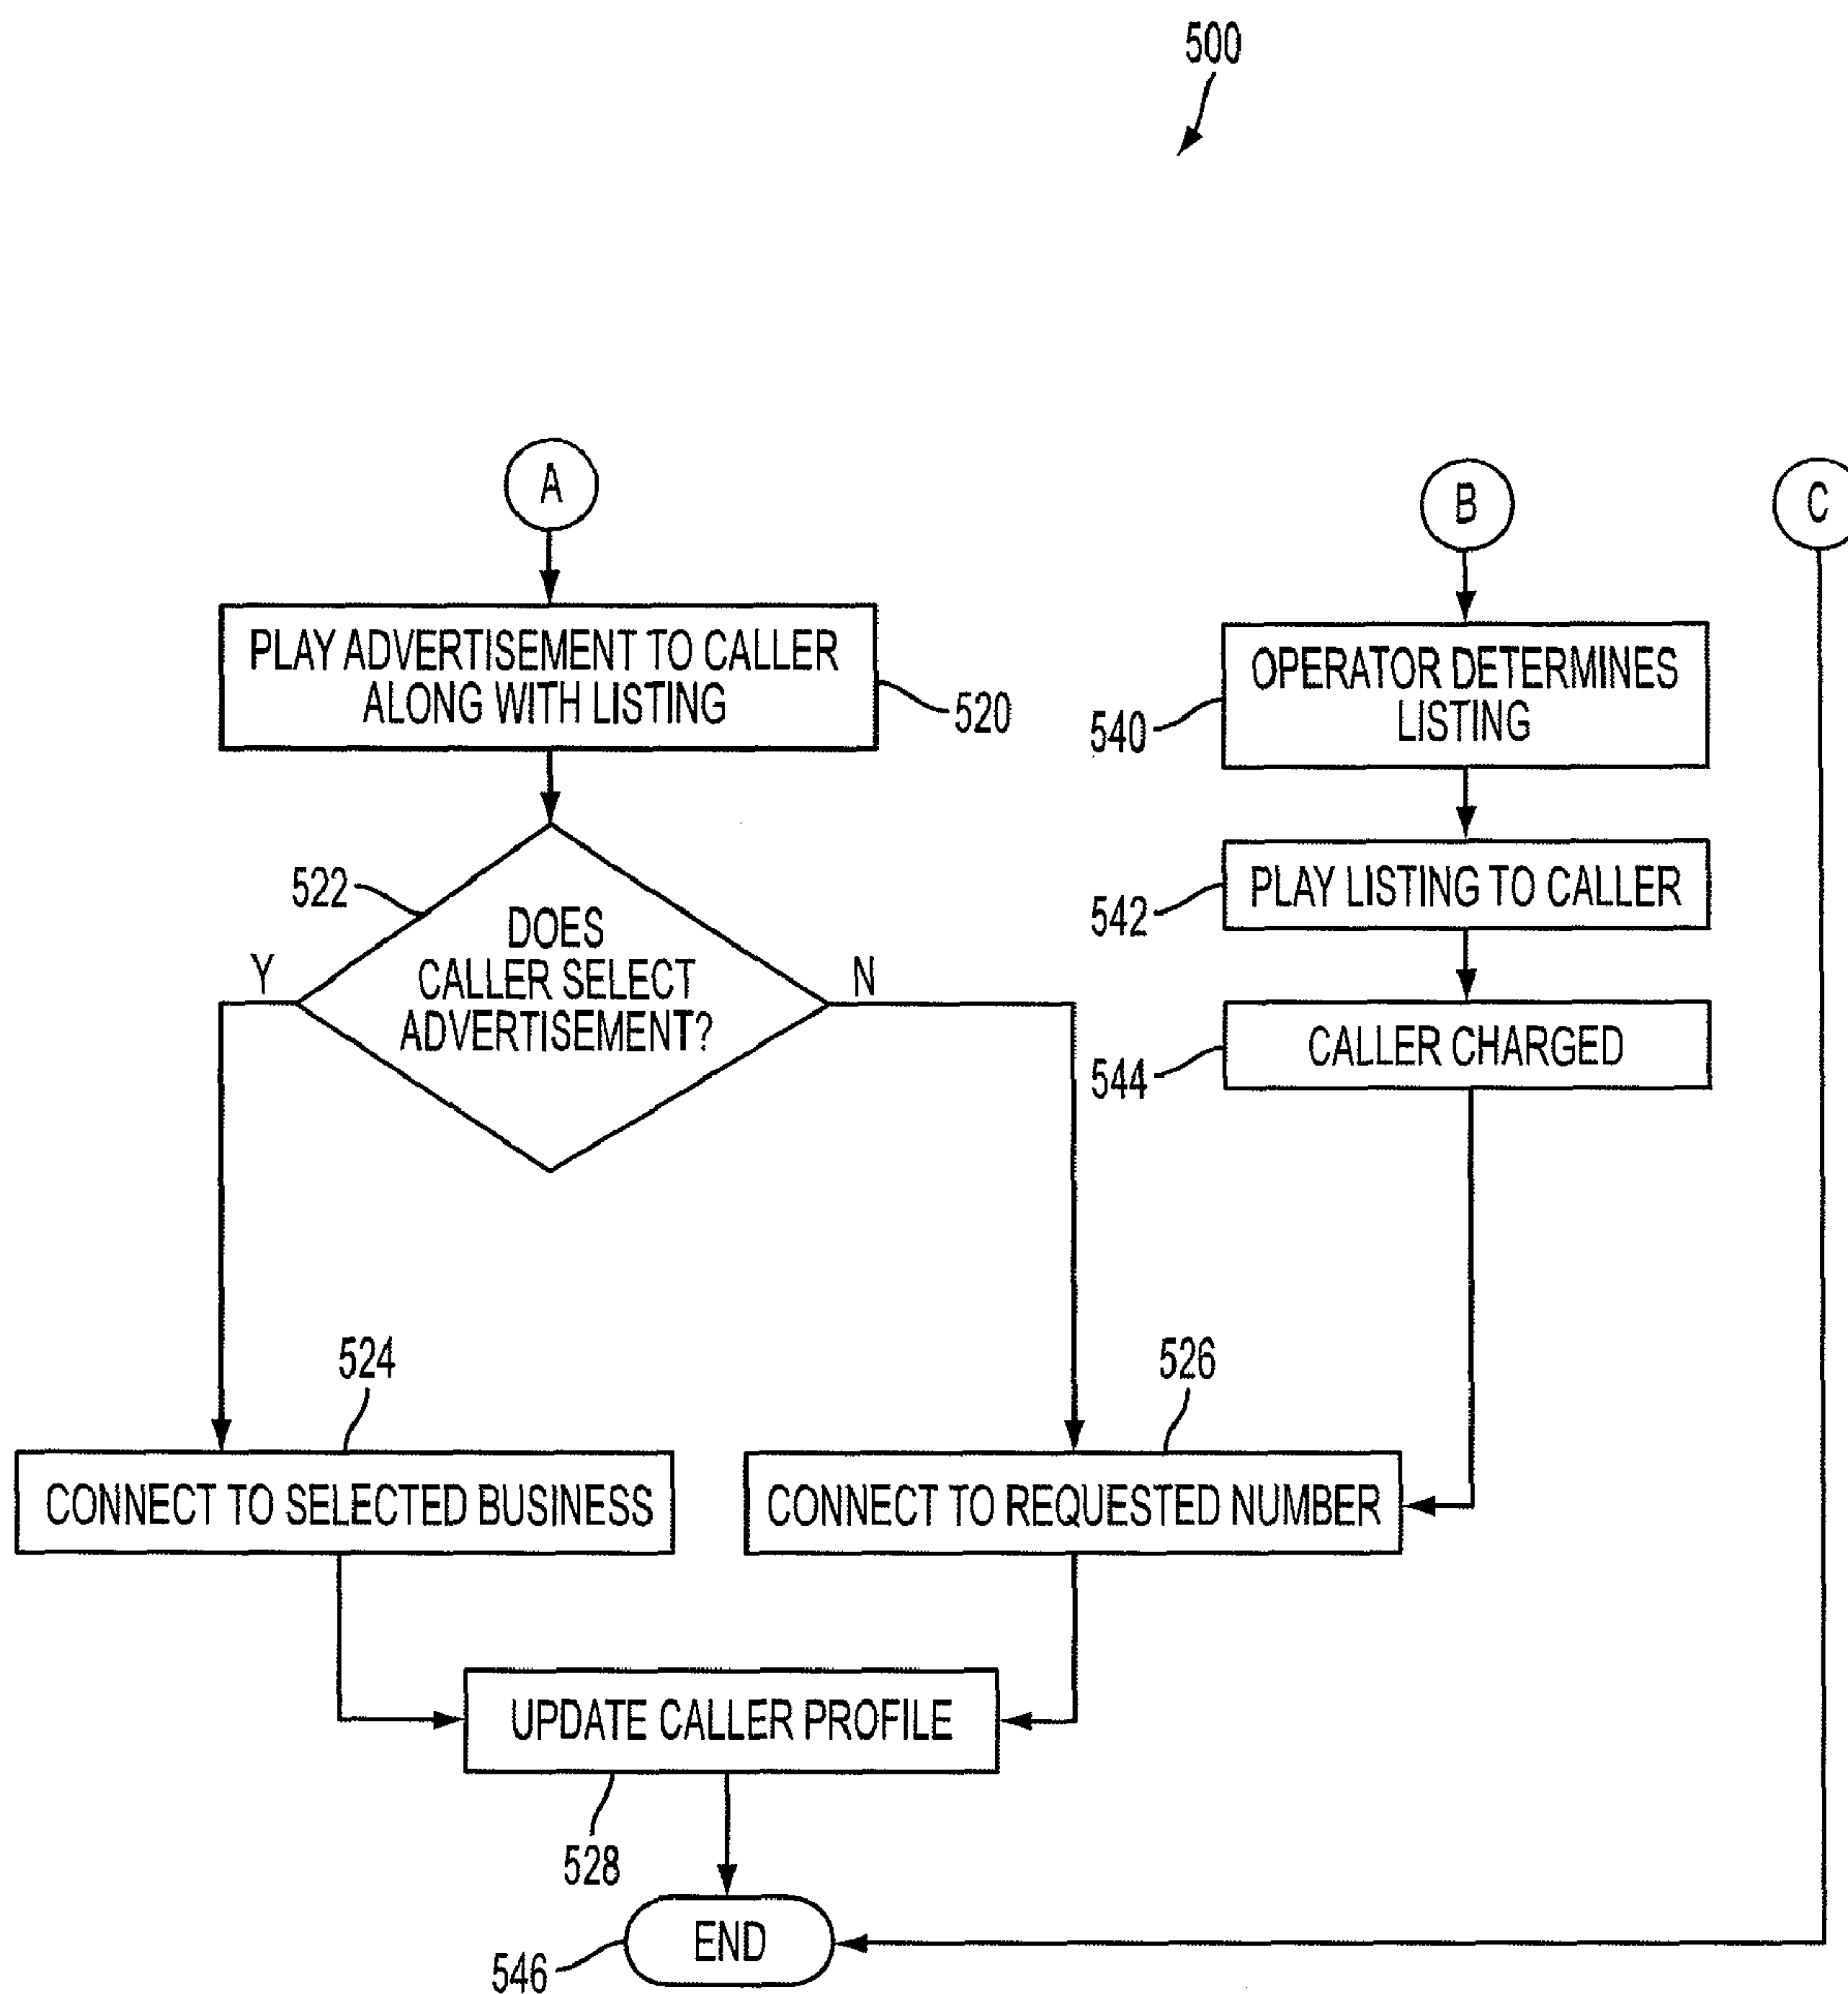 500
A
B
C
PLAY ADVERTISEMENT TO CALLER
ALONG WITH LISTING
520
OPERATOR DETERMINES
LISTING
540
522
DOES
CALLER SELECT
ADVERTISEMENT?
Y
N
PLAY LISTING TO CALLER
542
CALLER CHARGED
544
524
526
CONNECT TO SELECTED BUSINESS
CONNECT TO REQUESTED NUMBER
UPDATE CALLER PROFILE
528
END
546